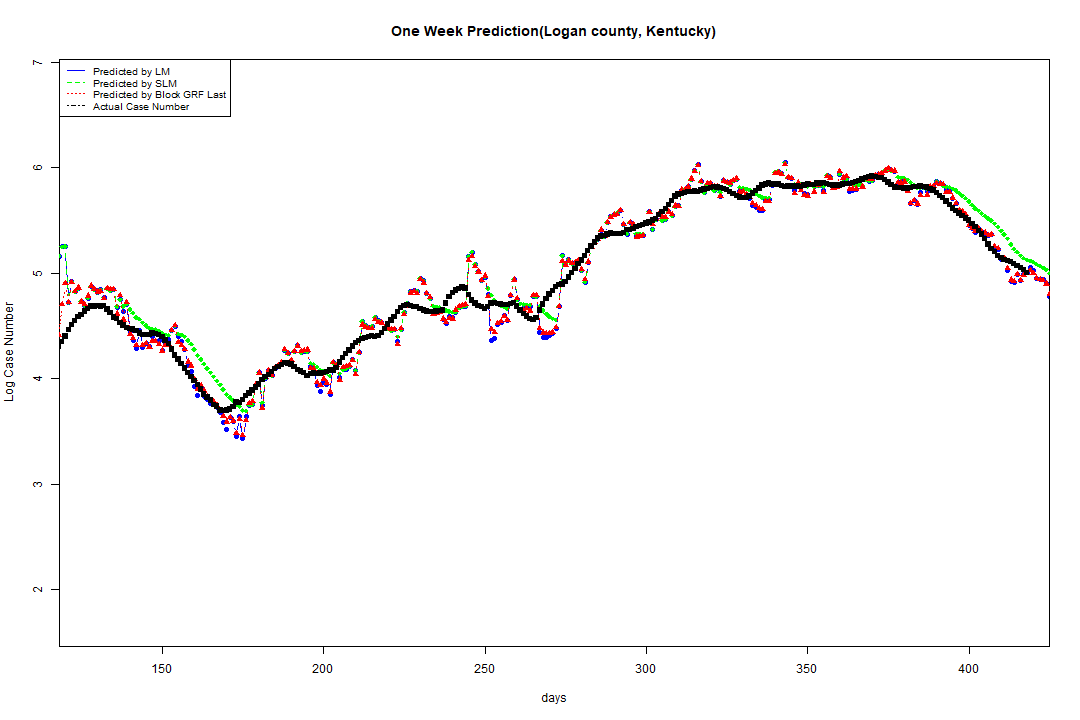 One Week Prediction(Logan county, Kentucky)
7
Predicted by LM
Predicted by SLM
Predicted by Block GRF Last
Actual Case Number
6
5
4
3
2
Log Case Number
150 200 250 300 350 400
days